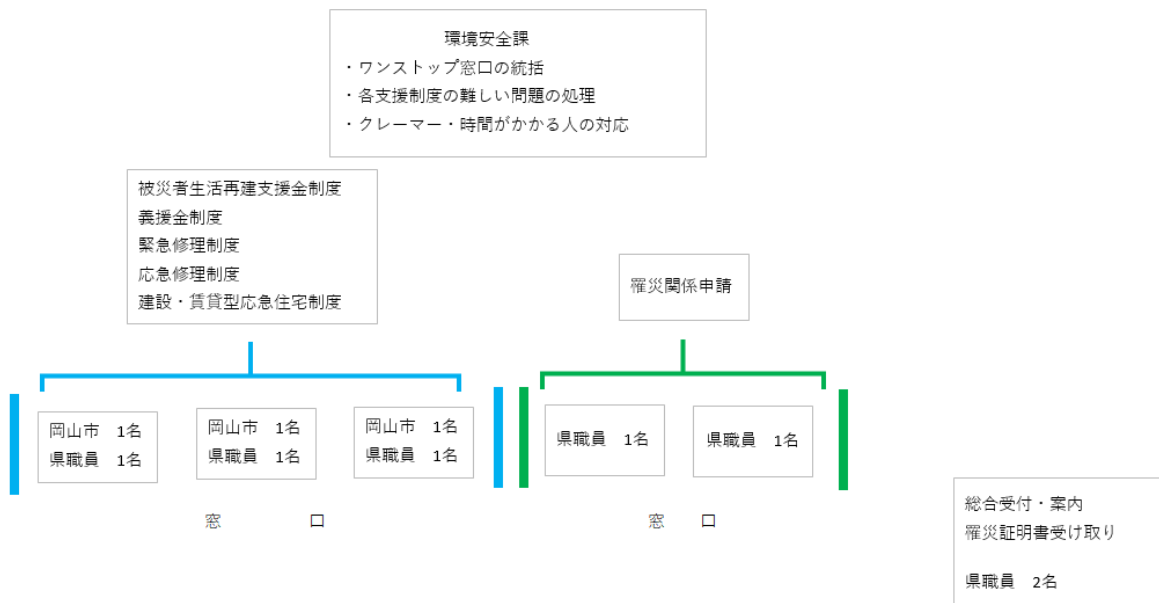 環境安全課
・ワンストップ窓口の統括
・各支援制度の難しい問題の処理
・クレーマー・時間がかかる人の対応
被災者生活再建支援金制度
義援金制度
緊急修理制度
応急修理制度
建設・賃貸型応急住宅制度
罹災関係申請
岡山市　1名
県職員　1名
岡山市　1名
県職員　1名
岡山市　1名
県職員　1名
県職員　1名
県職員　1名
窓　口
窓　口
総合受付・案内
罹災証明書受け取り
県職員　2名